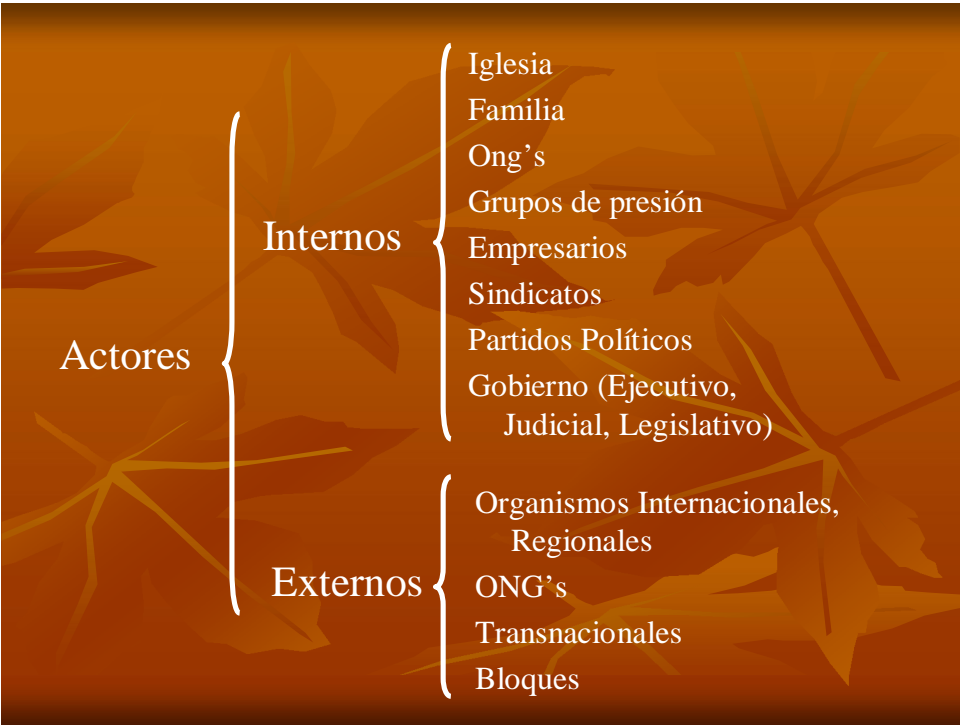 Actores
Internos
Iglesia
Familia
Ong’s
Grupos de presión
Empresarios
Sindicatos
Partidos Políticos
Gobierno (Ejecutivo,
Judicial, Legislativo)
Externos
Organismos Internacionales,
Regionales
ONG’s
Transnacionales
Bloques